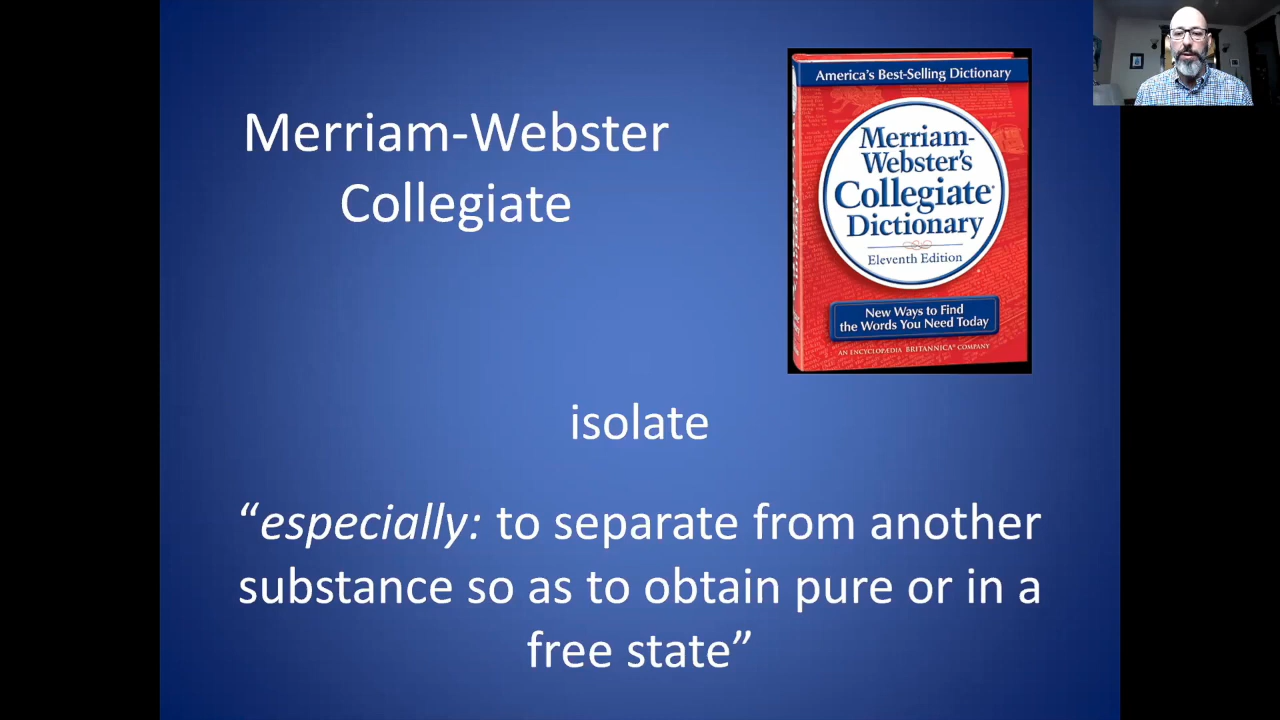 Merriam-Webster
Collegiate
America's Best-Selling Dictionary
Merriam-
Webster's
Collegiate®
Dictionary
Eleventh Edition
New Ways to Find
the Words You Need Today
AN ENCYCLOPÆDIA BRITANNICA® COMPANY
isolate
“especially: to separate from another
substance so as to obtain pure or in a
free state”